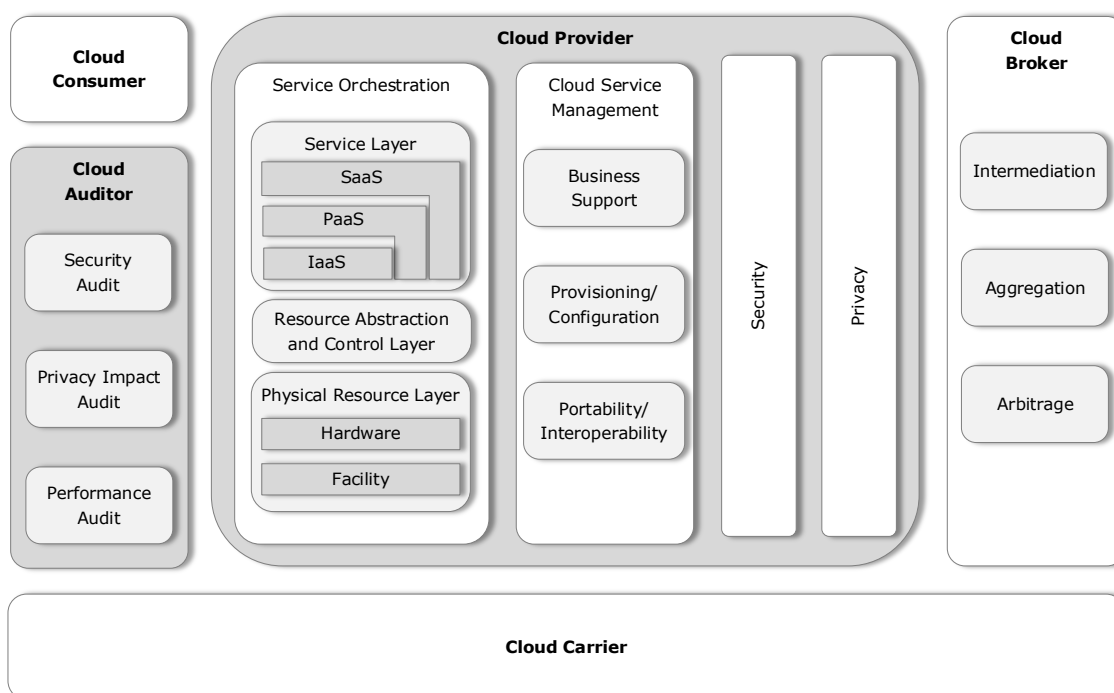 Cloud
Consumer
Cloud
Auditor
Security
Audit
Privacy Impact
Audit
Performance
Audit
Cloud Provider
Service Orchestration
Service Layer
SaaS
PaaS
IaaS
Resource Abstraction
and Control Layer
Physical Resource Layer
Hardware
Facility
Cloud Service
Management
Business
Support
Provisioning/
Configuration
Portability/
Interoperability
Security
Privacy
Cloud
Broker
Intermediation
Aggregation
Arbitrage
Cloud Carrier